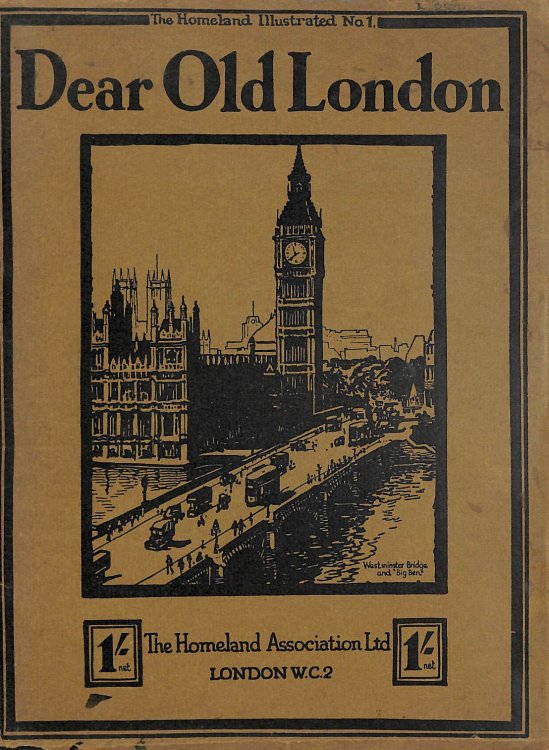 The Homeland Illustrated No.1.
Dear Old London
Westminster Bridge
and "Big Ben."
1/- net
The Homeland Association Ltd
LONDON W.C.2
1/- net